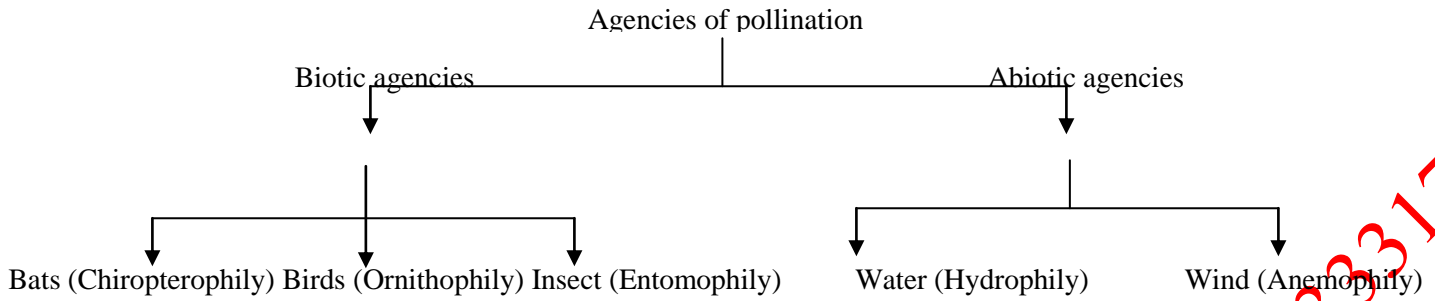 Agencies of pollination
Biotic agencies Abiotic agencies
Bats (Chiropterophily) Birds (Ornithophily) Insect (Entomophily) Water (Hydrophily) Wind (Anemophily)